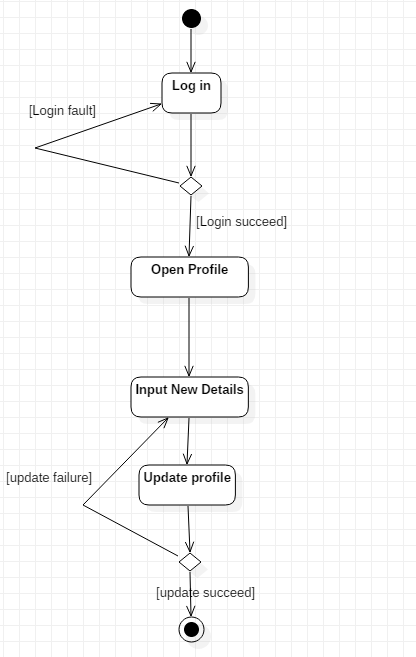 Log in
[Login fault]
[Login succeed]
Open Profile
Input New Details
[update failure]
Update profile
[update succeed]